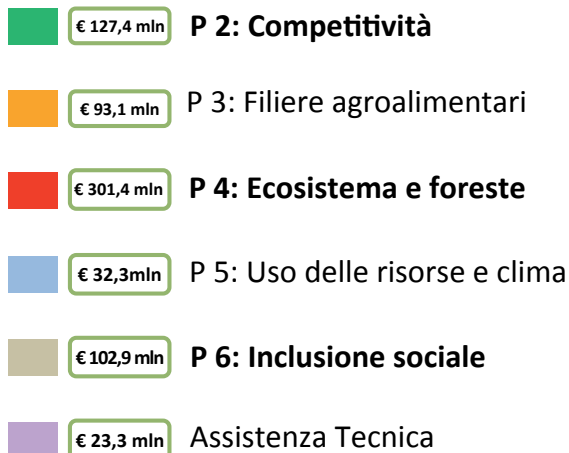 € 127,4 mln P 2: Competitività
€ 93,1 mln P 3: Filiere agroalimentari
€ 301,4 mln P 4: Ecosistema e foreste
€ 32,3mln P 5: Uso delle risorse e clima
€ 102,9 mln P 6: Inclusione sociale
€ 23,3 mln Assistenza Tecnica